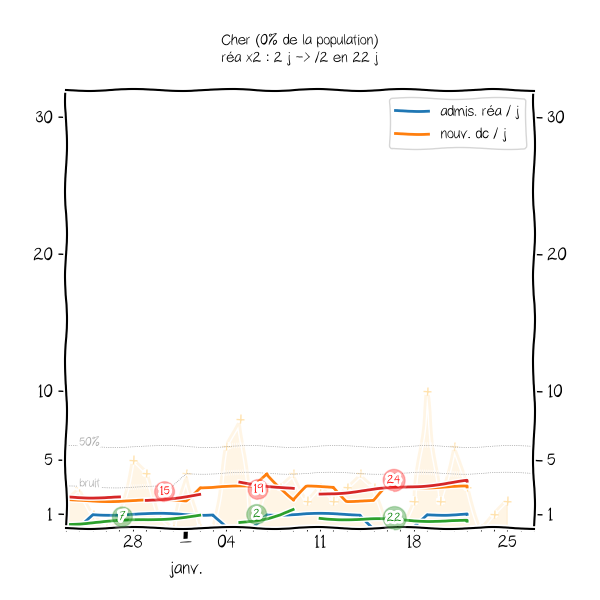 Cher (0% de la population)
réa x2 : 2 j -> /2 en 22 j
admis. réa / j
nouv. dc / j
30 30
20 20
10 10
50%
5 5
bruit
24
15
19
1 1
7
2
22
28 1 04 11 18 25
janv.